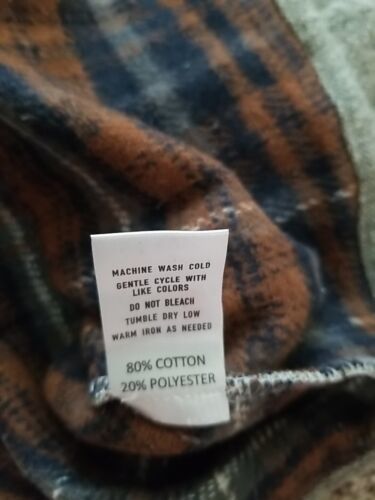 MACHINE WASH COLD
GENTLE CYCLE WITH
LIKE COLORS
DO NOT BLEACH
TUMBLE DRY LOW
WARM IRON AS NEEDED
80% COTTON
20% POLYESTER